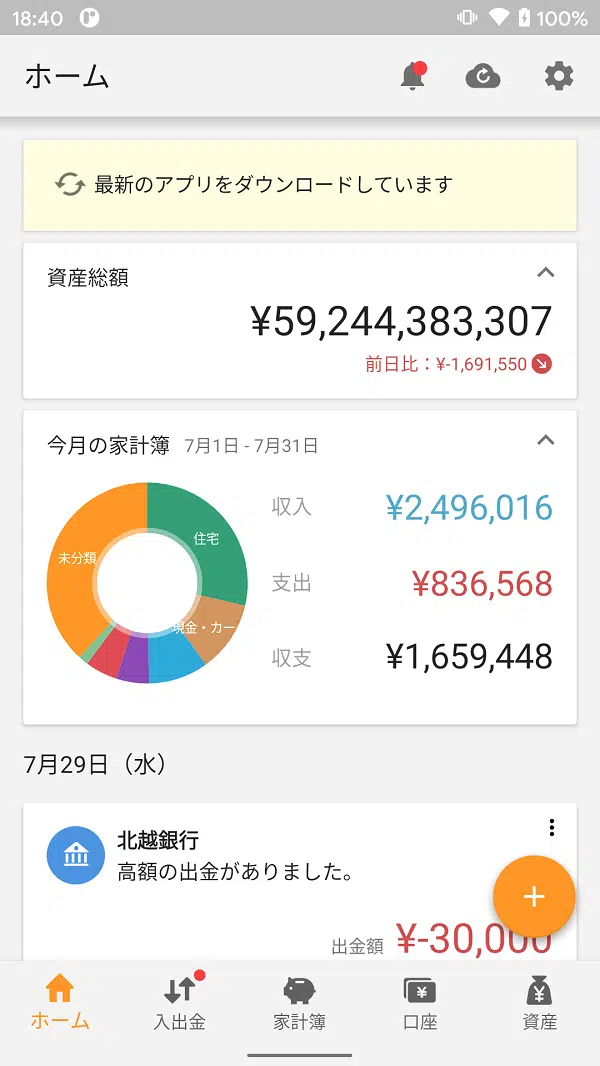 18:40
100%
ホーム
最新のアプリをダウンロードしています
資産総額
¥59,244,383,307
前日比：¥-1,691,550
今月の家計簿 7月1日 - 7月31日
未分類
住宅
現金・カー
収入 ¥2,496,016
支出 ¥836,568
収支 ¥1,659,448
7月29日（水）
北越銀行
高額の出金がありました。
出金額 ¥-30,000
ホーム
入出金
家計簿
口座
資産